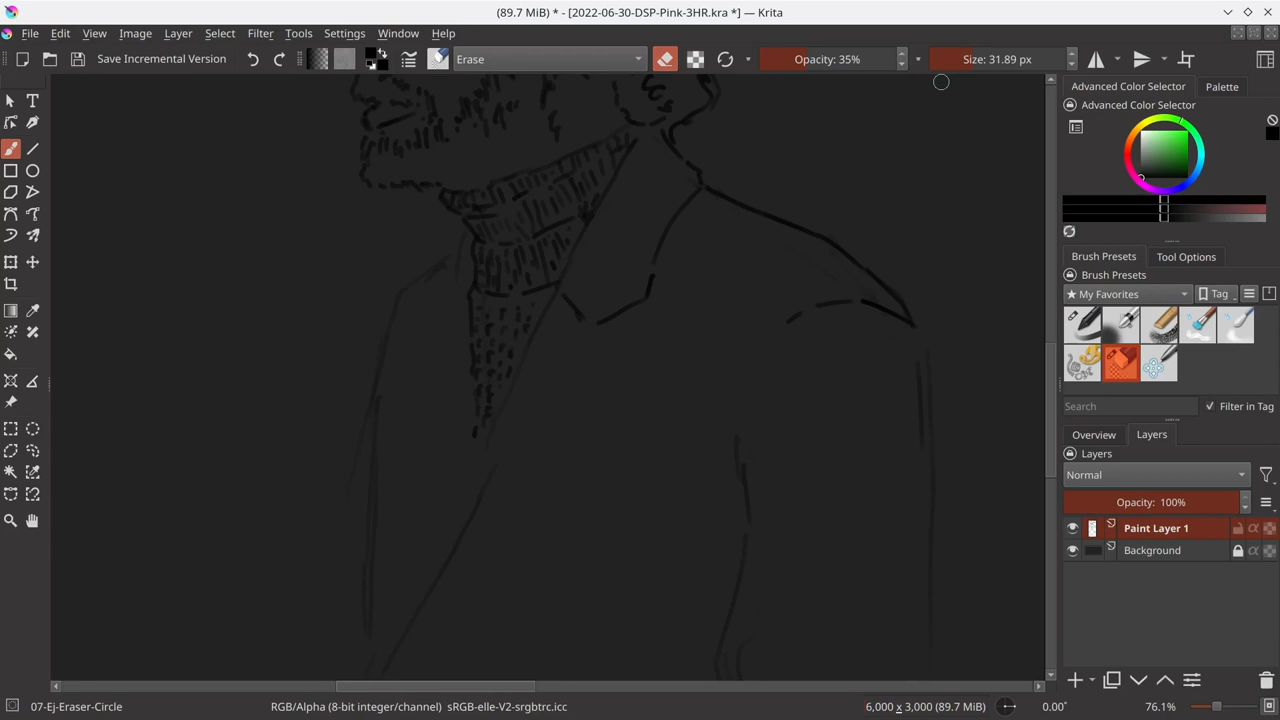 (89.7 MiB) * - [2022-06-30-DSP-Pink-3HR.kra *] — Krita
File Edit View Image Layer Select Filter Tools Settings Window Help
Save Incremental Version
Erase
Opacity: 35%
Size: 31.89 px
Advanced Color Selector
Palette
Advanced Color Selector
Brush Presets
Tool Options
Brush Presets
★ My Favorites
Tag
Search
Filter in Tag
Overview
Layers
Layers
Normal
Opacity: 100%
Paint Layer 1
Background
07-Ej-Eraser-Circle
RGB/Alpha (8-bit integer/channel) sRGB-elle-V2-srgbtrc.icc
6,000 x 3,000 (89.7 MiB)
0.00°
76.1%